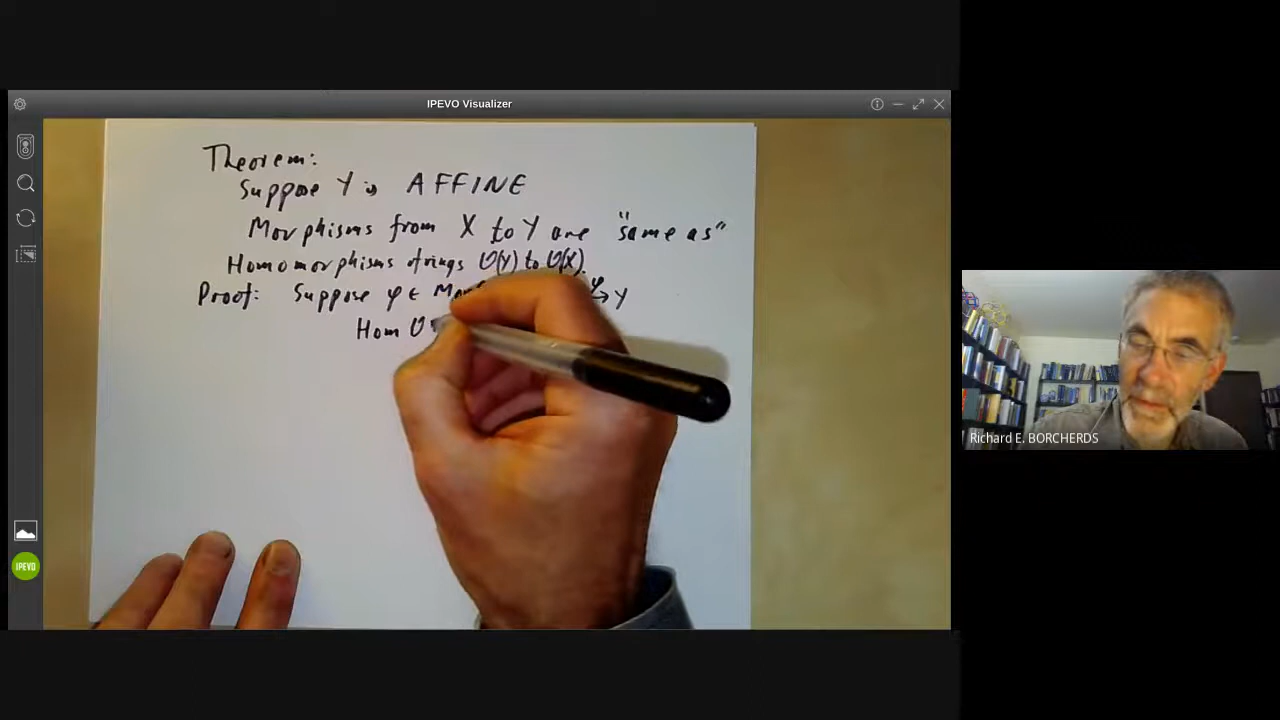 IPEVO Visualizer
Theorem:
Suppose Y is AFFINE
Morphisms from X to Y are "same as"
Homomorphisms of rings O(Y) to O(X).
Proof: Suppose φ ∈ φ → Y
Hom O
IPEVO
Richard E. BORCHERDS